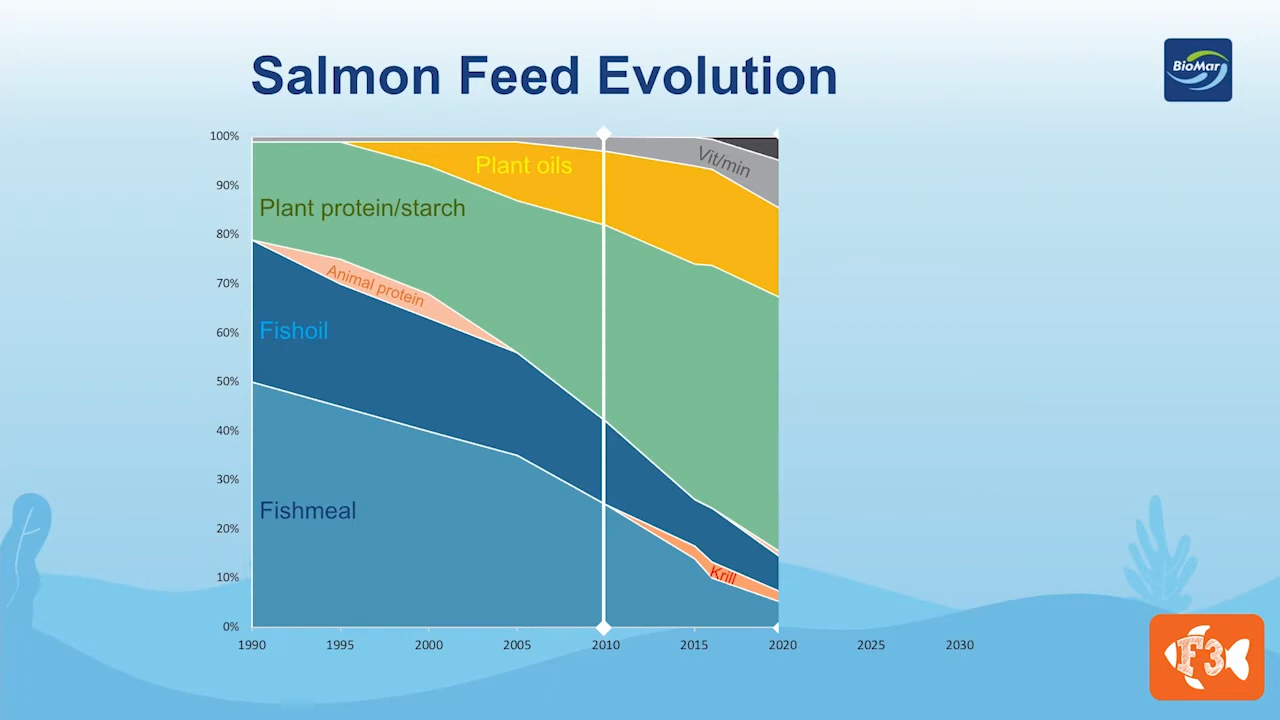 Salmon Feed Evolution
BioMar
100%
90%
80%
70%
60%
50%
40%
30%
20%
10%
0%
Plant oils
Vit/min
Plant protein/starch
Animal protein
Fishoil
Fishmeal
Krill
1990 1995 2000 2005 2010 2015 2020 2025 2030
F3